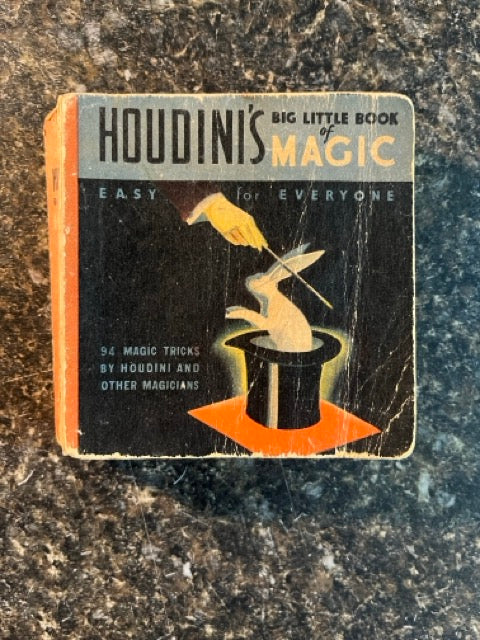 HOUDINI'S BIG LITTLE BOOK
of
MAGIC
EASY for EVERYONE
94 MAGIC TRICKS
BY HOUDINI AND
OTHER MAGICIANS